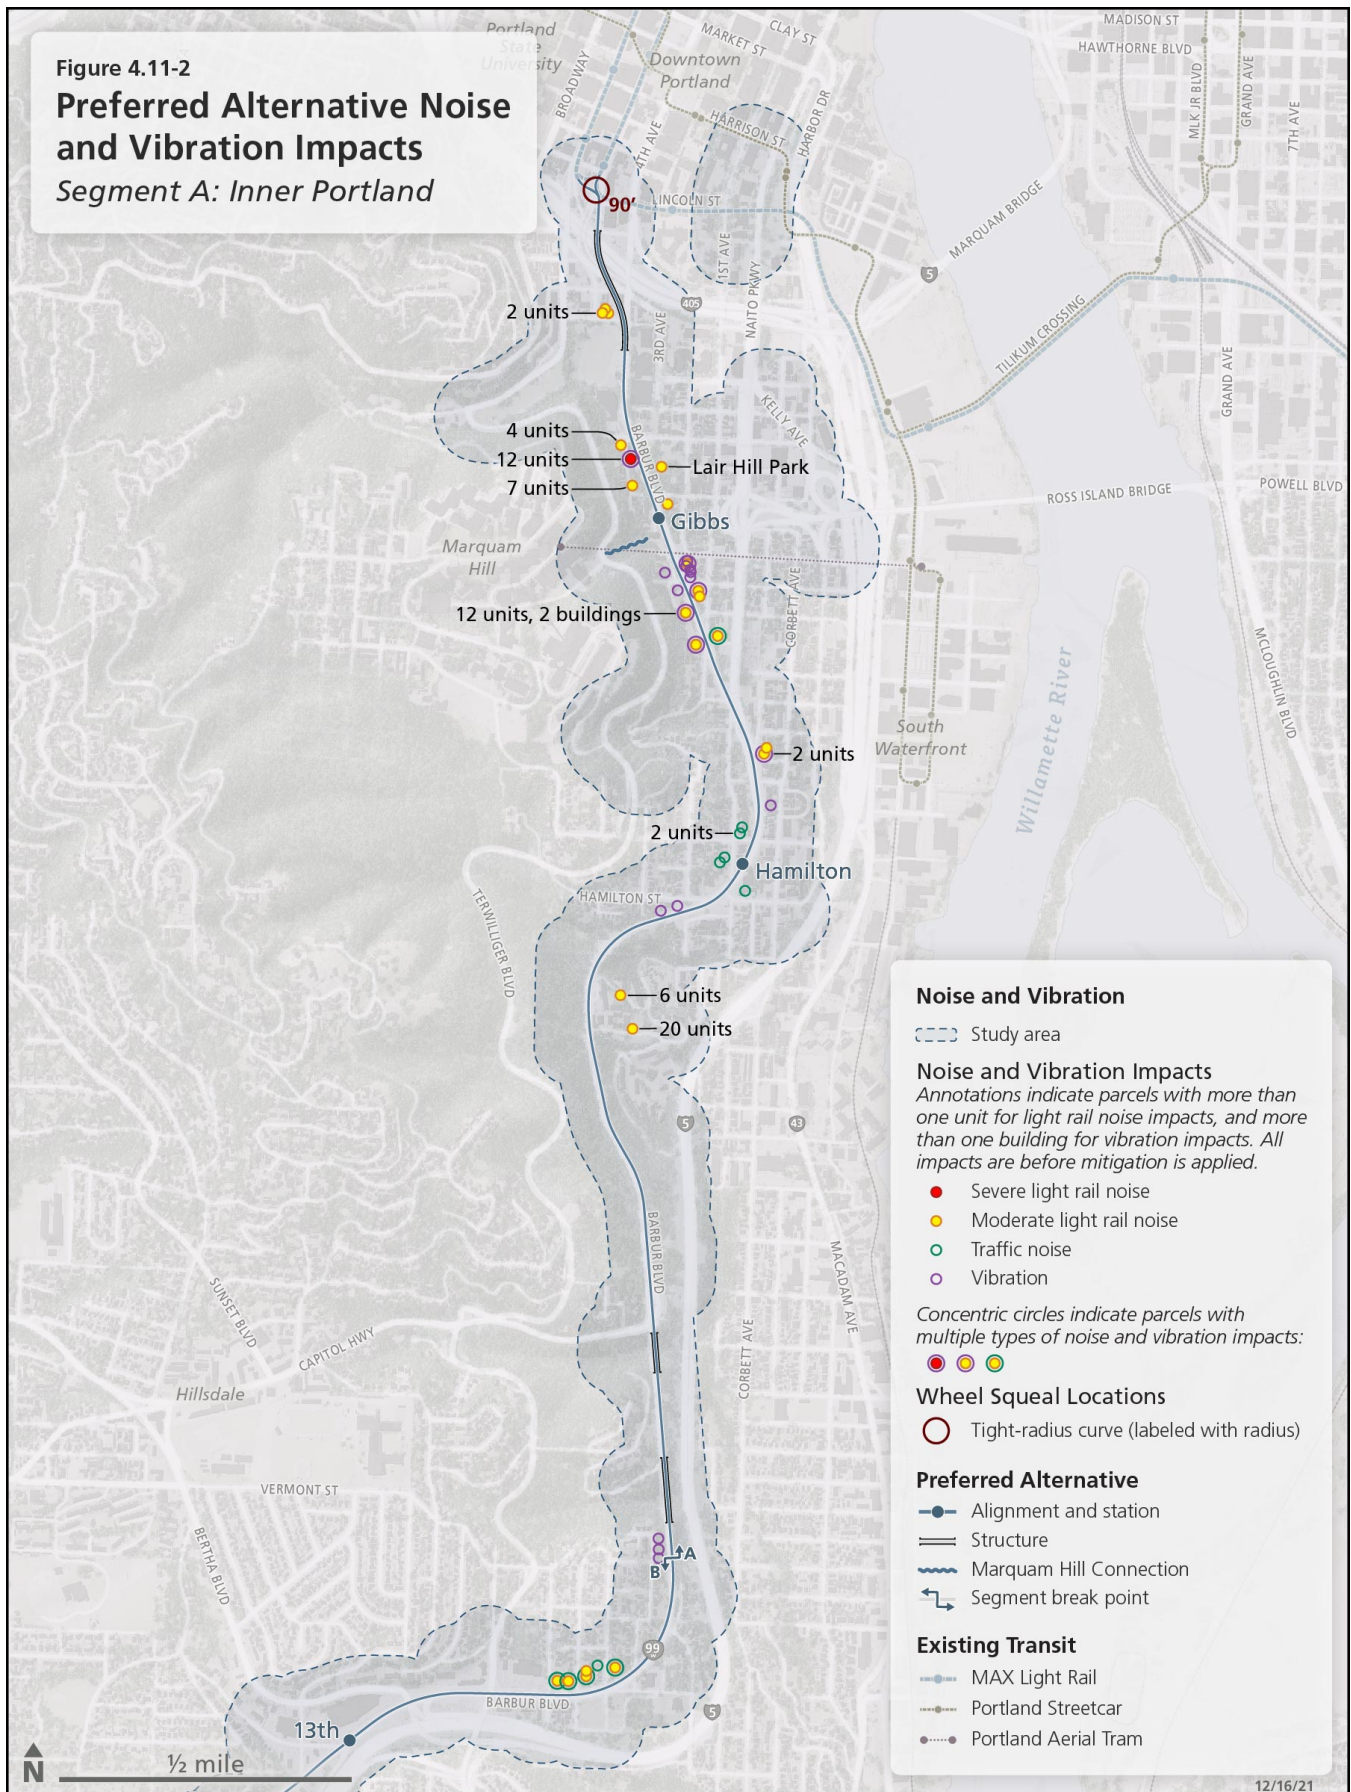 Figure 4.11-2
Preferred Alternative Noise
and Vibration Impacts
Segment A: Inner Portland
Portland
State
University
BROADWAY
MARKET ST
CLAY ST
Downtown
Portland
HARRISON ST
HARBOR DR
4TH AVE
MADISON ST
HAWTHORNE BLVD
MLK JR BLVD
GRAND AVE
7TH AVE
90’
LINCOLN ST
MARQUAM BRIDGE
1ST AVE
NAITO PKWY
5
405
2 units
3RD AVE
TILIKUM CROSSING
GRAND AVE
KELLY AVE
4 units
BARBUR BLVD
12 units
Lair Hill Park
7 units
POWELL BLVD
ROSS ISLAND BRIDGE
Gibbs
Marquam
Hill
CORBETT AVE
12 units, 2 buildings
MCLOUGHLIN BLVD
Willamette River
South
Waterfront
2 units
2 units
Hamilton
HAMILTON ST
TERWILLIGER BLVD
6 units
20 units
5
43
BARBUR BLVD
MACADAM AVE
SUNSET BLVD
CAPITOL HWY
CORBETT AVE
Hillsdale
VERMONT ST
BERTHA BLVD
A
B
99
W
BARBUR BLVD
5
13th
½ mile
N
Noise and Vibration
Study area
Noise and Vibration Impacts
Annotations indicate parcels with more than
one unit for light rail noise impacts, and more
than one building for vibration impacts. All
impacts are before mitigation is applied.
Severe light rail noise
Moderate light rail noise
Traffic noise
Vibration
Concentric circles indicate parcels with
multiple types of noise and vibration impacts:
Wheel Squeal Locations
Tight-radius curve (labeled with radius)
Preferred Alternative
Alignment and station
Structure
Marquam Hill Connection
Segment break point
Existing Transit
MAX Light Rail
Portland Streetcar
Portland Aerial Tram
12/16/21